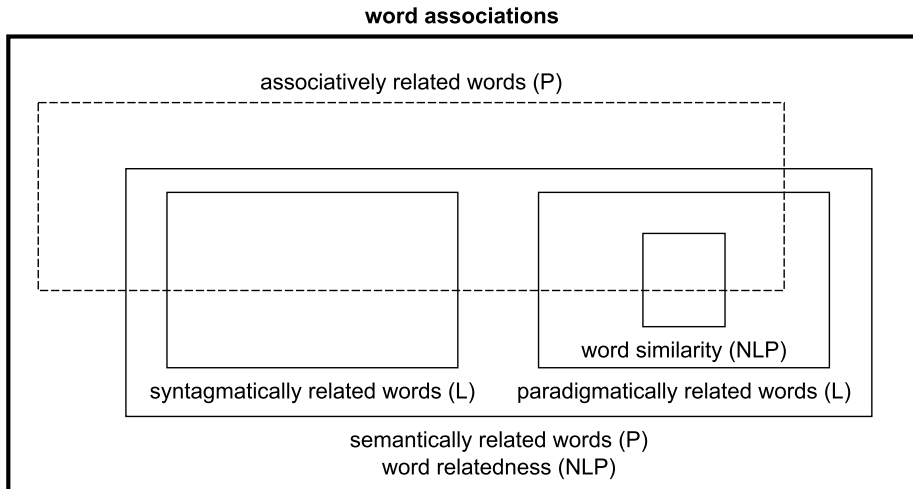 word associations
associatively related words (P)
word similarity (NLP)
syntagmatically related words (L)
paradigmatically related words (L)
semantically related words (P)
word relatedness (NLP)